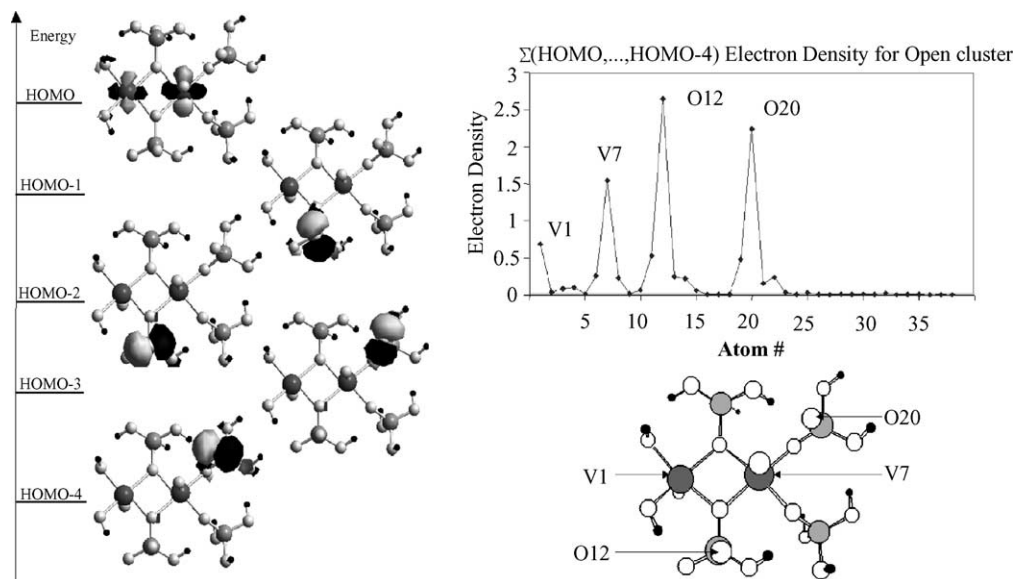 Energy
HOMO
HOMO-1
HOMO-2
HOMO-3
HOMO-4
Σ(HOMO,...,HOMO-4) Electron Density for Open cluster
3
2.5
2
1.5
1
0.5
0
Electron Density
V1
V7
O12
O20
5 10 15 20 25 30 35
Atom #
O20
V1
V7
O12